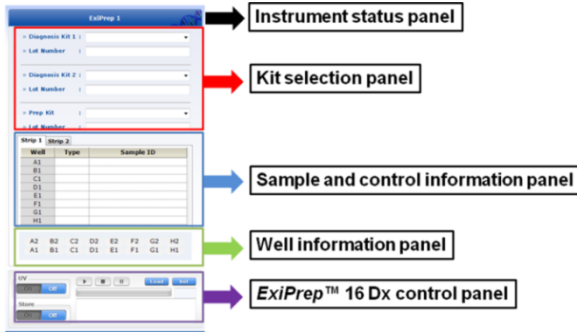 ExiPrep 1
Instrument status panel
» Diagnosis Kit 1 :
» Lot Number :
» Diagnosis Kit 2 :
» Lot Number :
» Prep Kit :
» Lot Number :
Kit selection panel
Strip 1 Strip 2
Well Type Sample ID
A1
B1
C1
D1
E1
F1
G1
H1
Sample and control information panel
A2 B2 C2 D2 E2 F2 G2 H2
A1 B1 C1 D1 E1 F1 G1 H1
Well information panel
UV
On Off
Load
Store
On Off
ExiPrep™ 16 Dx control panel